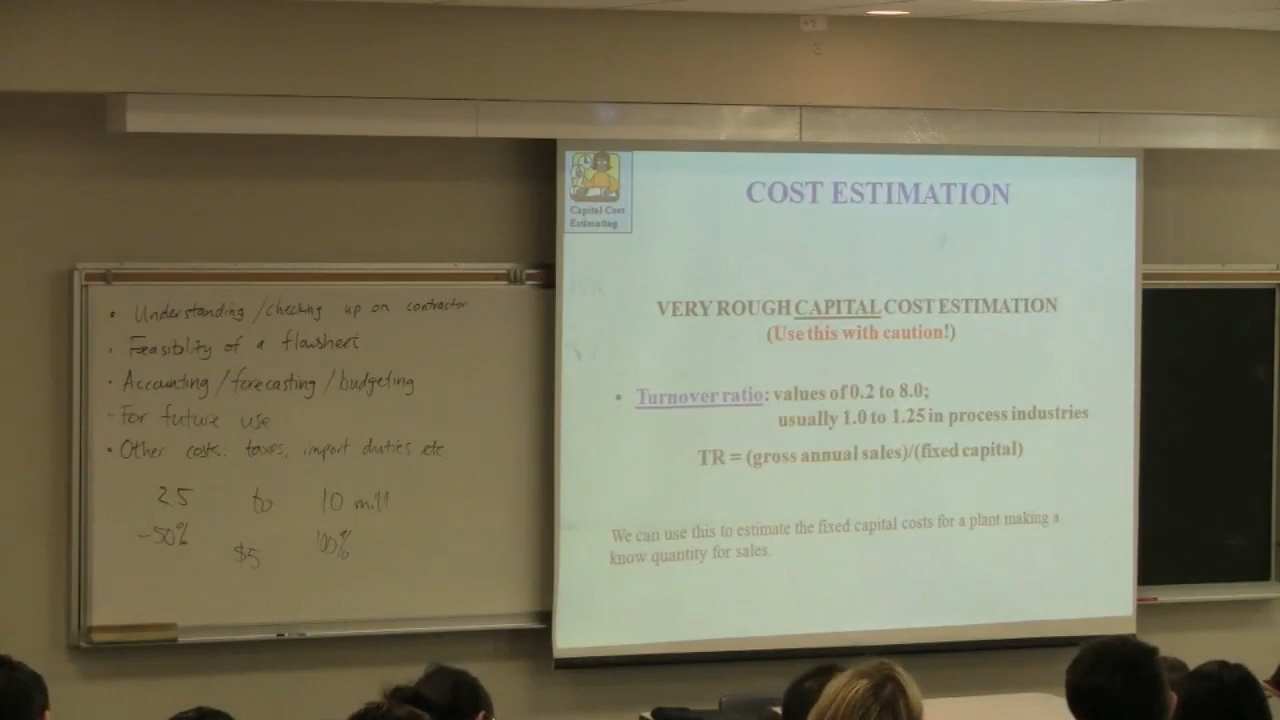 • Understanding/checking up on contractor
• Feasibility of a flowsheet
• Accounting/forecasting/budgeting
- For future use
• Other costs: taxes, import duties etc
25 to 10 mill
-50% 100%
$5
Capital Cost
Estimating
COST ESTIMATION
VERY ROUGH CAPITAL COST ESTIMATION
(Use this with caution!)
• Turnover ratio: values of 0.2 to 8.0;
usually 1.0 to 1.25 in process industries
TR = (gross annual sales)/(fixed capital)
We can use this to estimate the fixed capital costs for a plant making a
know quantity for sales.